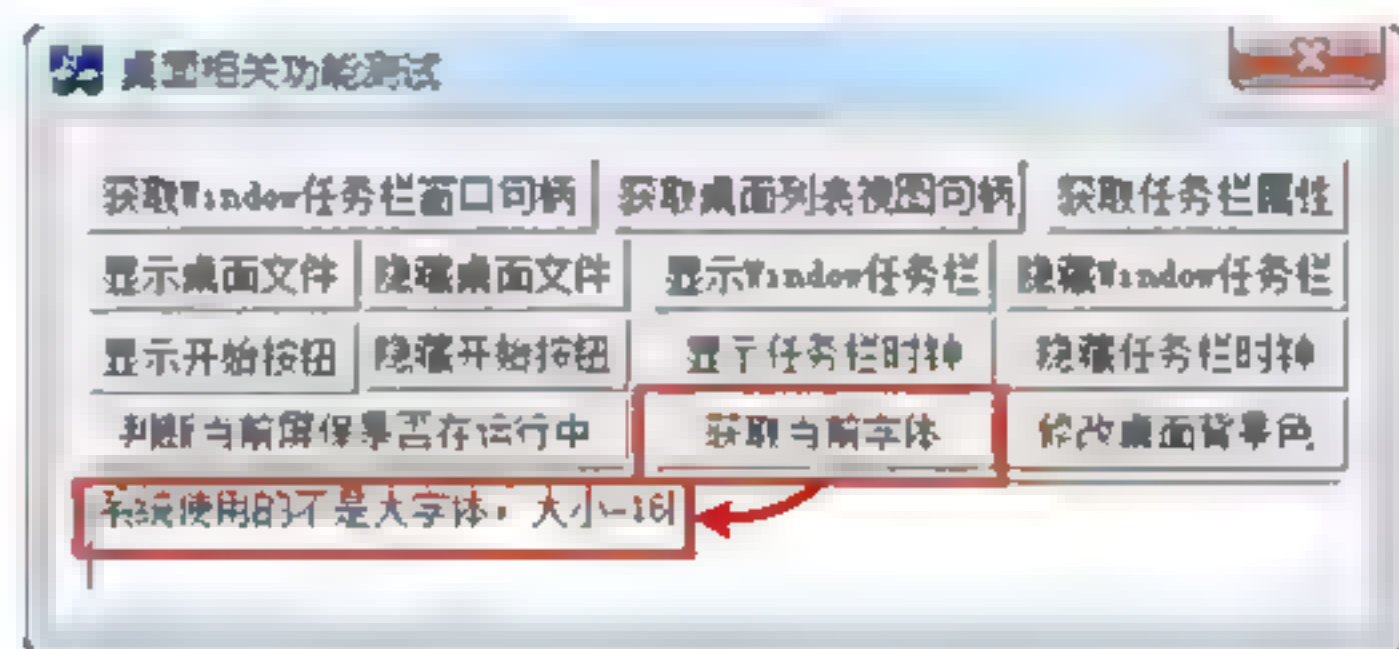 桌面相关功能测试
获取Window任务栏窗口句柄 获取桌面列表视图句柄 获取任务栏属性
显示桌面文件 隐藏桌面文件 显示Window任务栏 隐藏Window任务栏
显示开始按钮 隐藏开始按钮 显示任务栏时钟 隐藏任务栏时钟
判断当前屏保是否在运行中 获取当前字体 修改桌面背景色
系统使用的不是大字体，大小-16